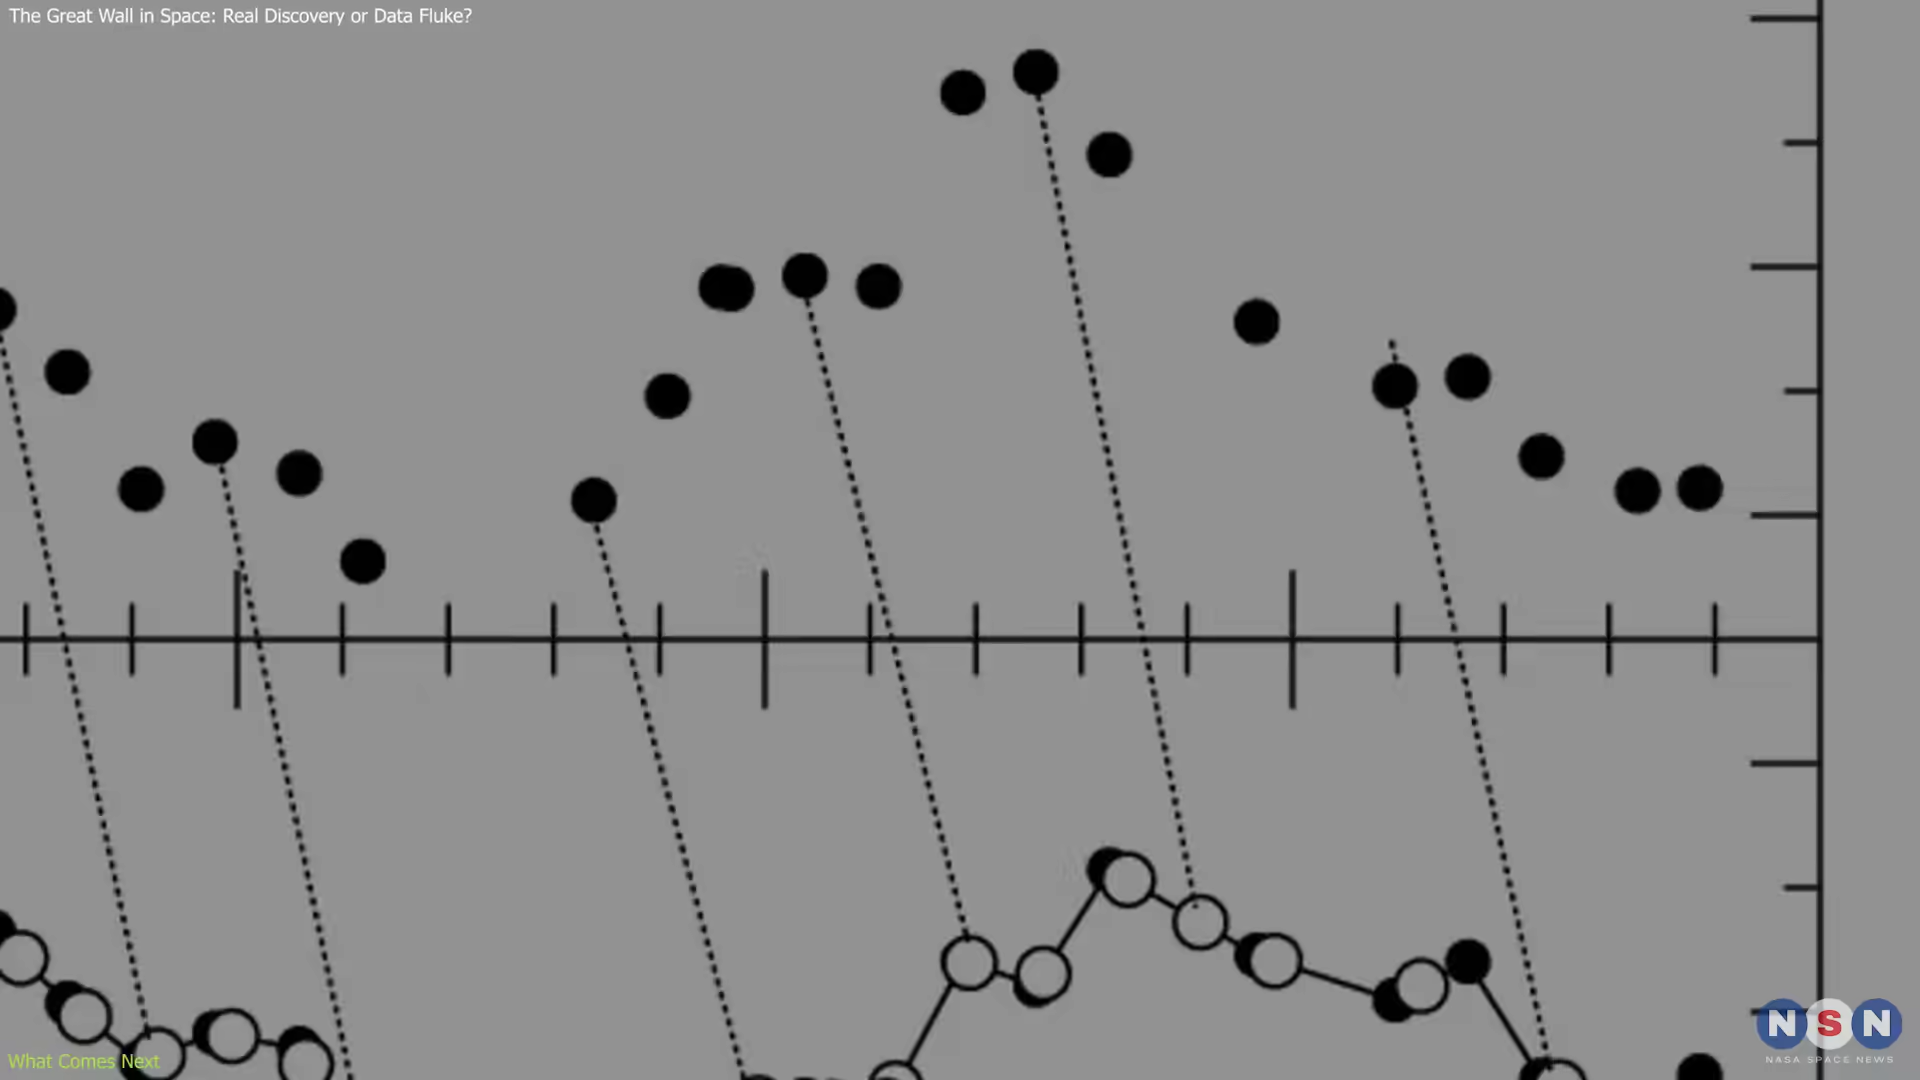 The Great Wall in Space: Real Discovery or Data Fluke?
What Comes Next
NSN
NASA SPACE NEWS